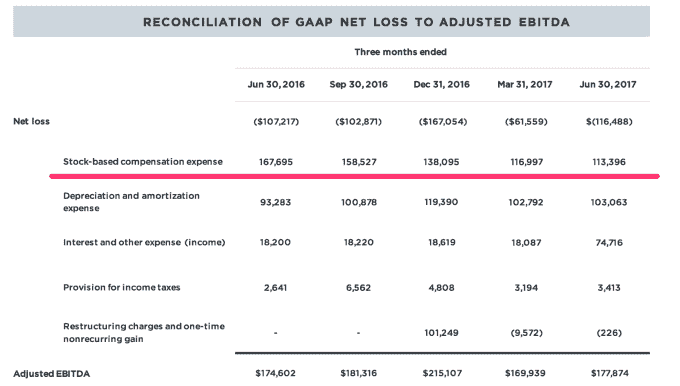 RECONCILIATION OF GAAP NET LOSS TO ADJUSTED EBITDA
Three months ended
Jun 30, 2016 Sep 30, 2016 Dec 31, 2016 Mar 31, 2017 Jun 30, 2017
Net loss ($107,217) ($102,871) ($167,054) ($61,559) $(116,488)
Stock-based compensation expense 167,695 158,527 138,095 116,997 113,396
Depreciation and amortization
expense 93,283 100,878 119,390 102,792 103,063
Interest and other expense (income) 18,200 18,220 18,619 18,087 74,716
Provision for income taxes 2,641 6,562 4,808 3,194 3,413
Restructuring charges and one-time
nonrecurring gain - - 101,249 (9,572) (226)
Adjusted EBITDA $174,602 $181,316 $215,107 $169,939 $177,874